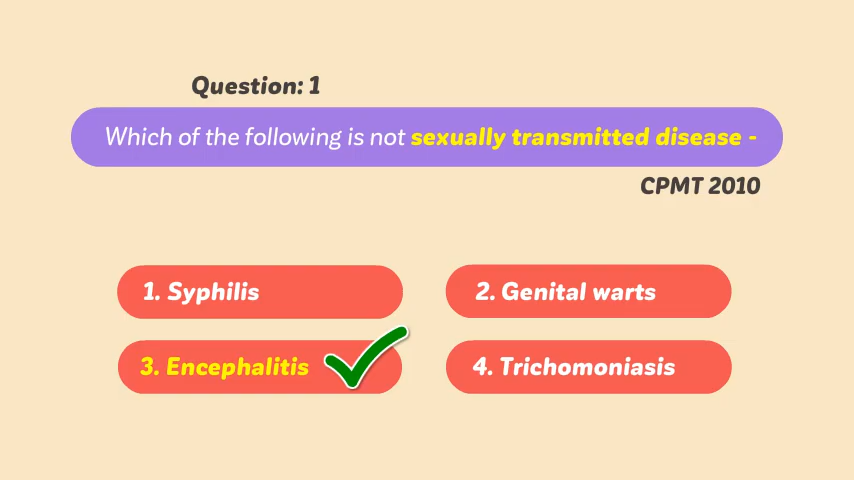 Question: 1
Which of the following is not sexually transmitted disease -
CPMT 2010
1. Syphilis
2. Genital warts
3. Encephalitis
4. Trichomoniasis